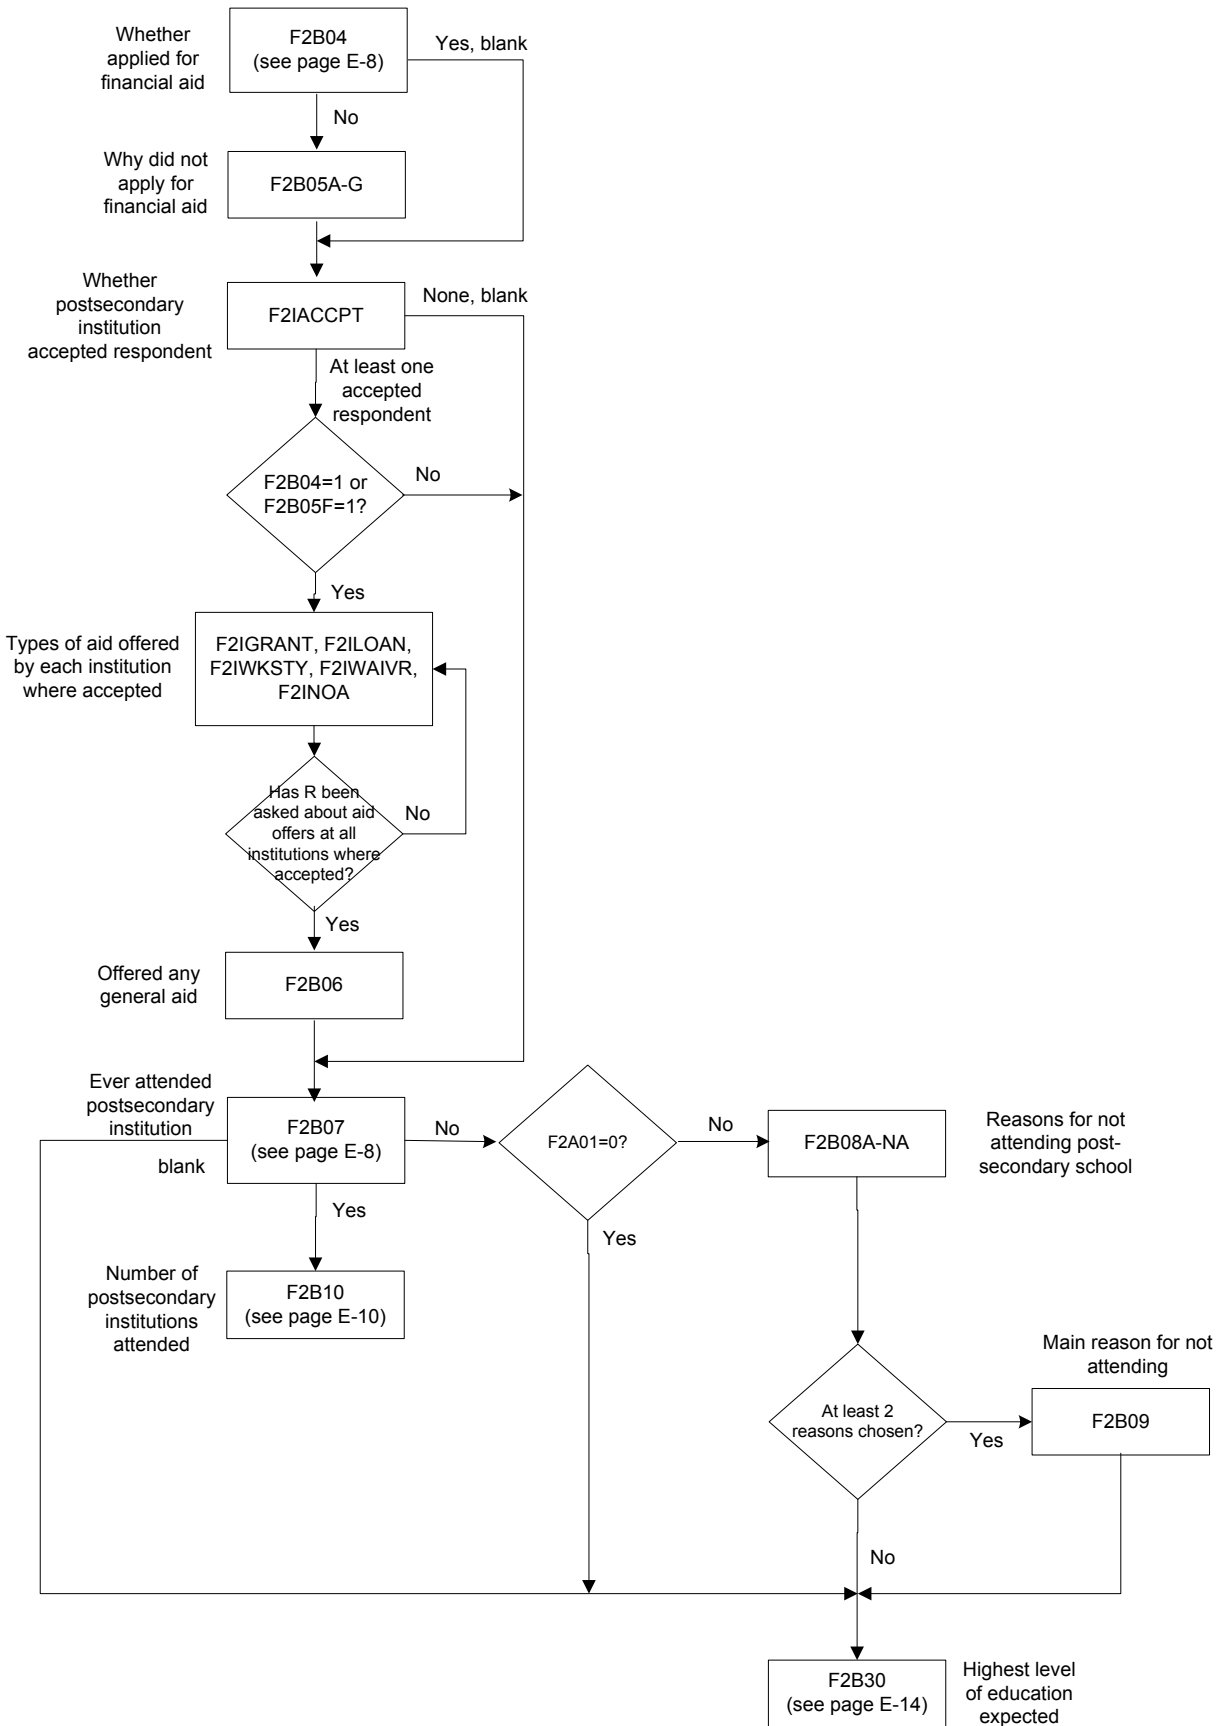 Whether
applied for
financial aid
F2B04
(see page E-8)
Yes, blank
No
Why did not
apply for
financial aid
F2B05A-G
Whether
postsecondary
institution
accepted respondent
F2IACCPT
None, blank
At least one
accepted
respondent
F2B04=1 or
F2B05F=1?
No
Yes
Types of aid offered
by each institution
where accepted
F2IGRANT, F2ILOAN,
F2IWKSTY, F2IWAIVR,
F2INOA
Has R been
asked about aid
offers at all
institutions where
accepted?
No
Yes
Offered any
general aid
F2B06
Ever attended
postsecondary
institution
blank
F2B07
(see page E-8)
No
F2A01=0?
No
F2B08A-NA
Reasons for not
attending post-
secondary school
Yes
Yes
Number of
postsecondary
institutions
attended
F2B10
(see page E-10)
At least 2
reasons chosen?
Yes
Main reason for not
attending
F2B09
No
F2B30
(see page E-14)
Highest level
of education
expected